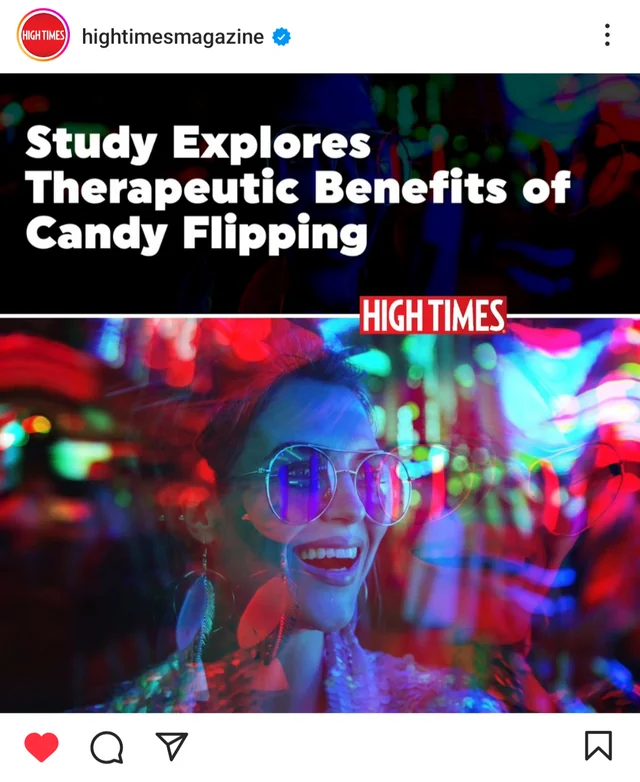 HIGH TIMES
hightimesmagazine
Study Explores
Therapeutic Benefits of
Candy Flipping
HIGH TIMES